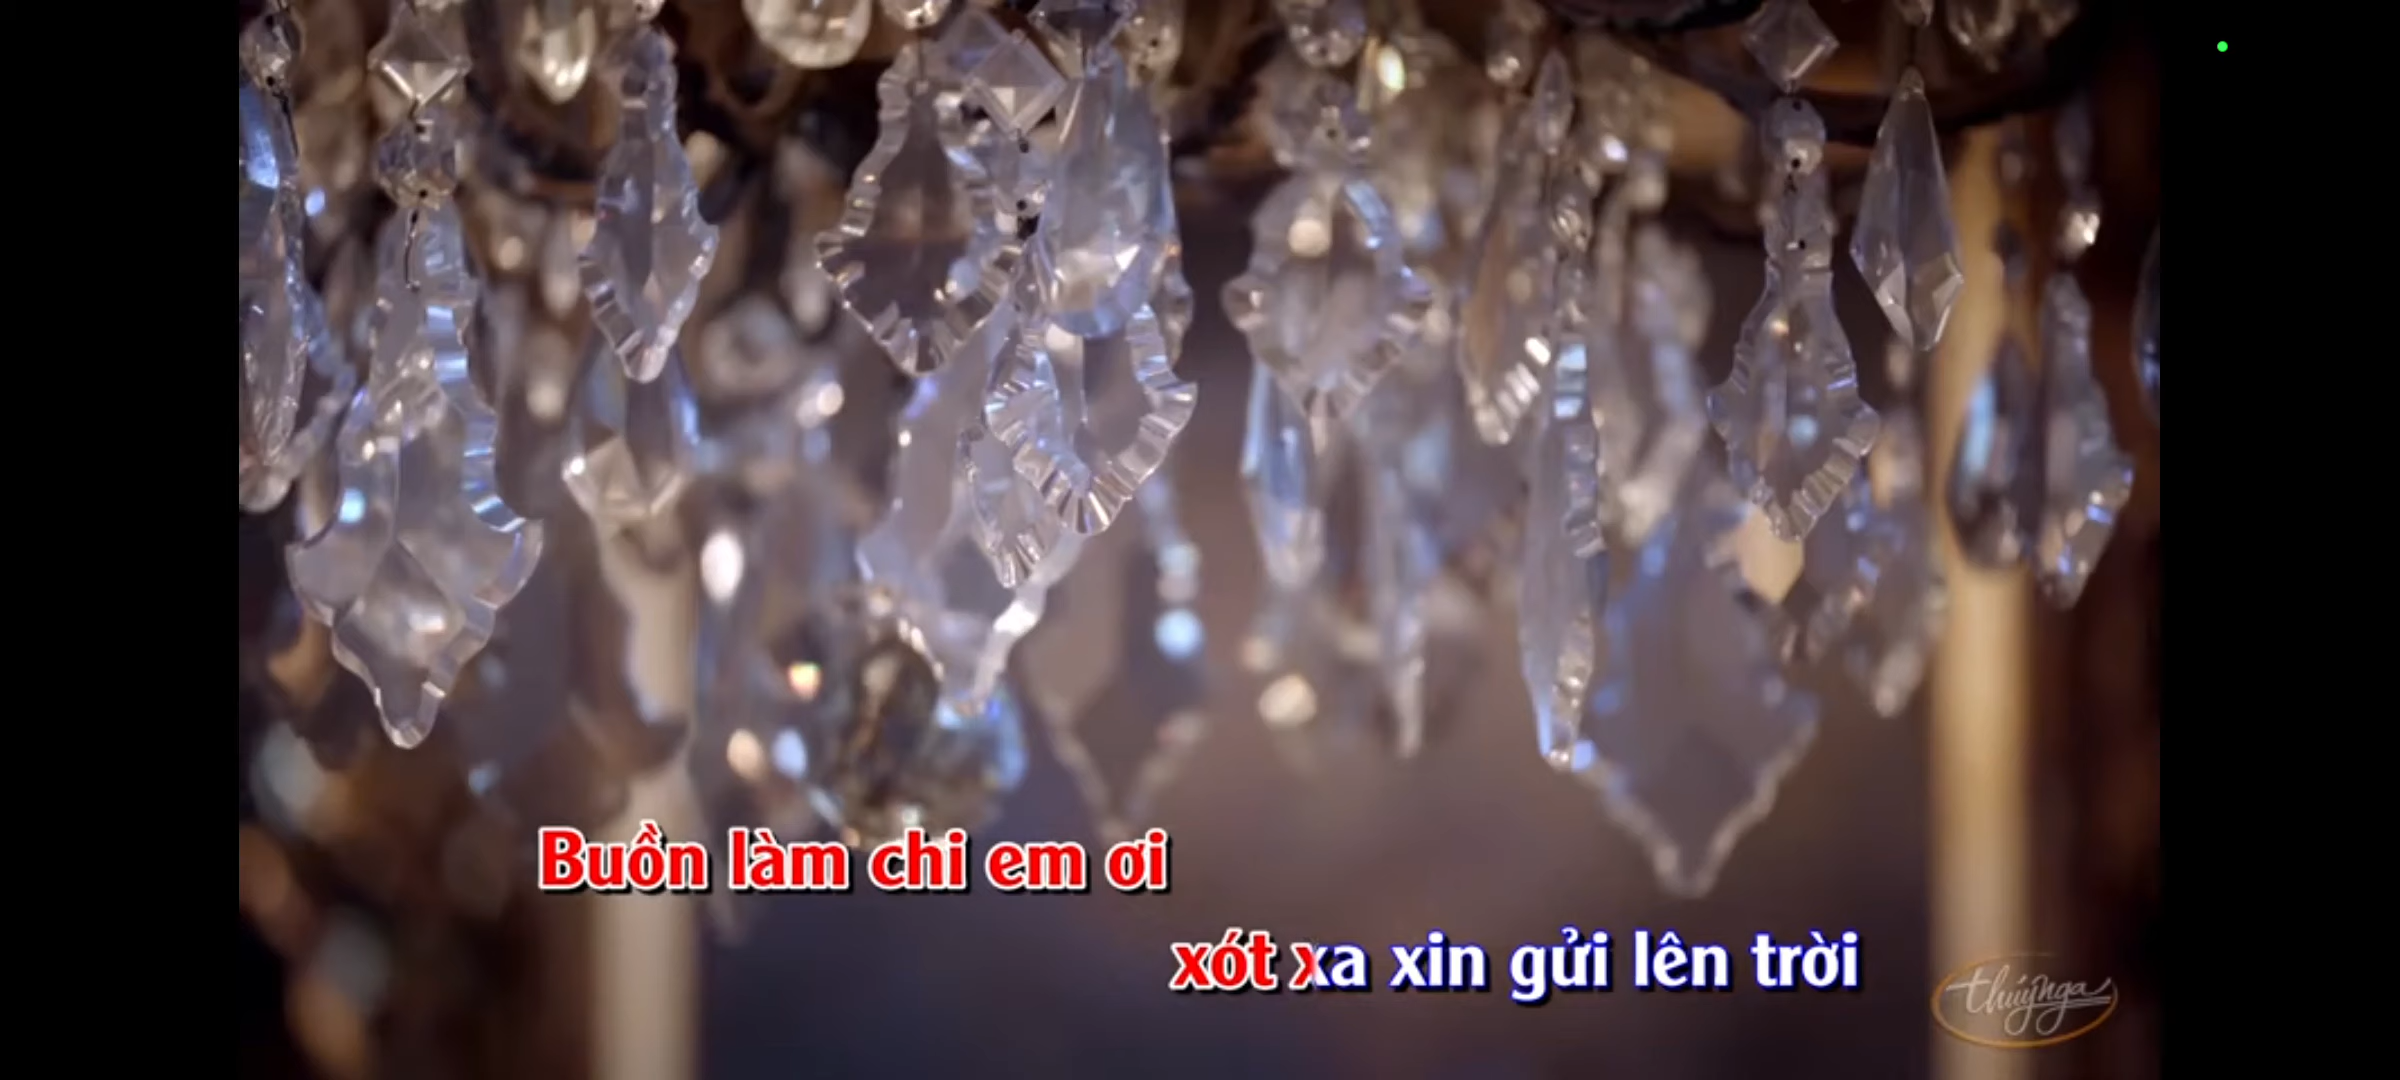 Buồn làm chi em ơi
xót xa xin gửi lên trời
thúy nga